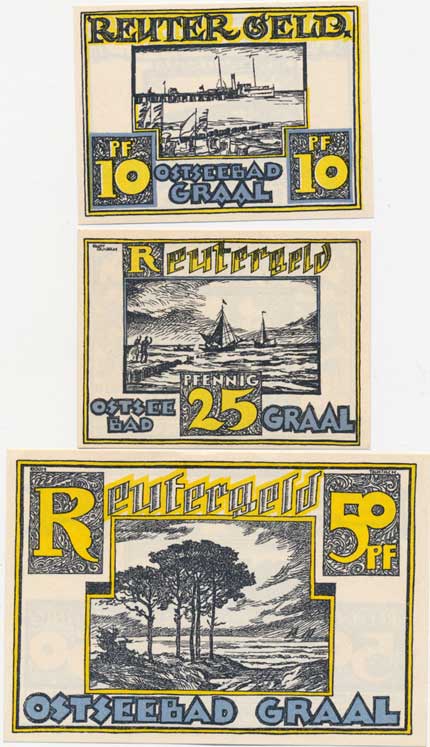 REUTER GELD.
PF
10
PF
10
OSTSEEBAD
GRAAL
Reutergeld
PFENNIG
25
OSTSEE
BAD
GRAAL
Reutergeld
50
PF
OSTSEEBAD GRAAL